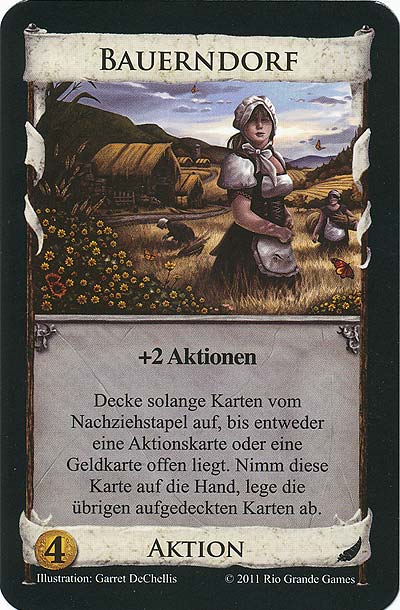 BAUERNDORF
+2 Aktionen
Decke solange Karten vom
Nachziehstapel auf, bis entweder
eine Aktionskarte oder eine
Geldkarte offen liegt. Nimm diese
Karte auf die Hand, lege die
übrigen aufgedeckten Karten ab.
4 AKTION
Illustration: Garret DeChellis © 2011 Rio Grande Games